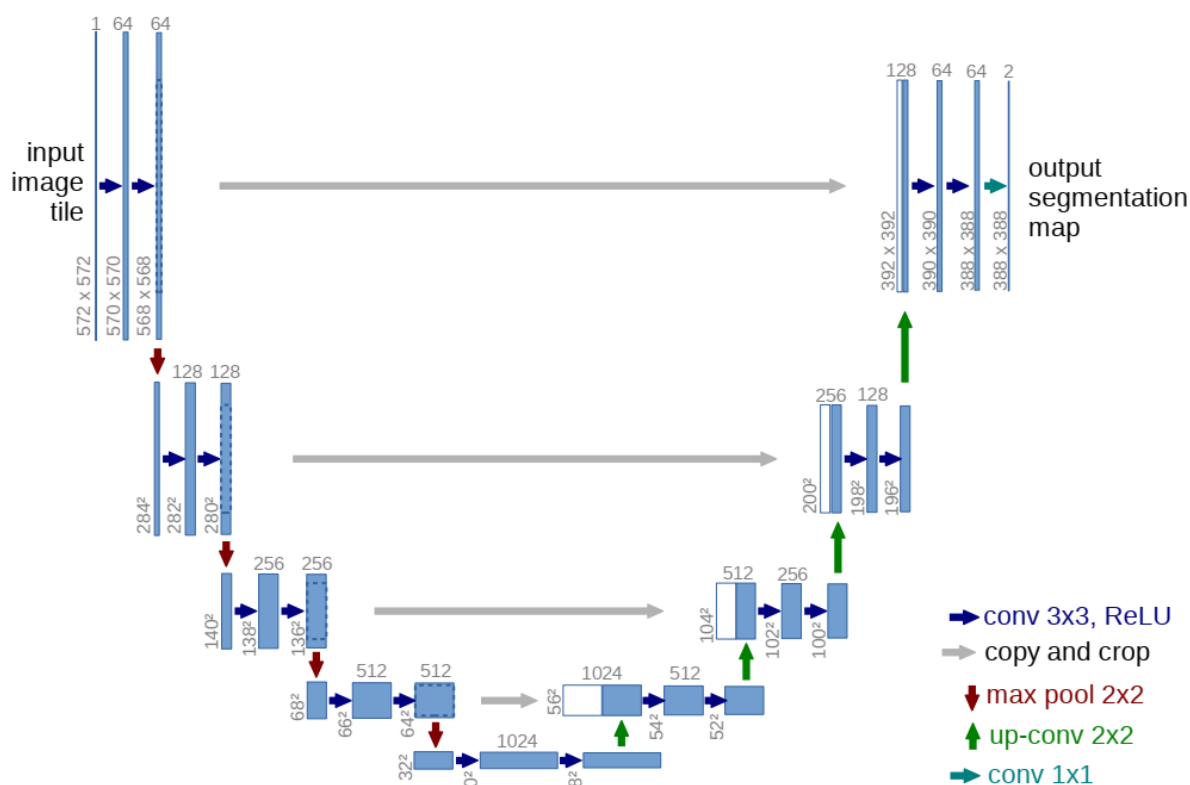 1 64 64
input
image
tile
572 x 572
570 x 570
568 x 568
128 64 64 2
392 x 392
390 x 390
388 x 388
388 x 388
output
segmentation
map
128 128
284²
282²
280²
256 128
200²
198²
196²
256 256
140²
138²
136²
512 256
104²
102²
100²
512 512
68²
66²
64²
1024 512
56²
54²
52²
1024
32²
conv 3x3, ReLU
copy and crop
max pool 2x2
up-conv 2x2
conv 1x1